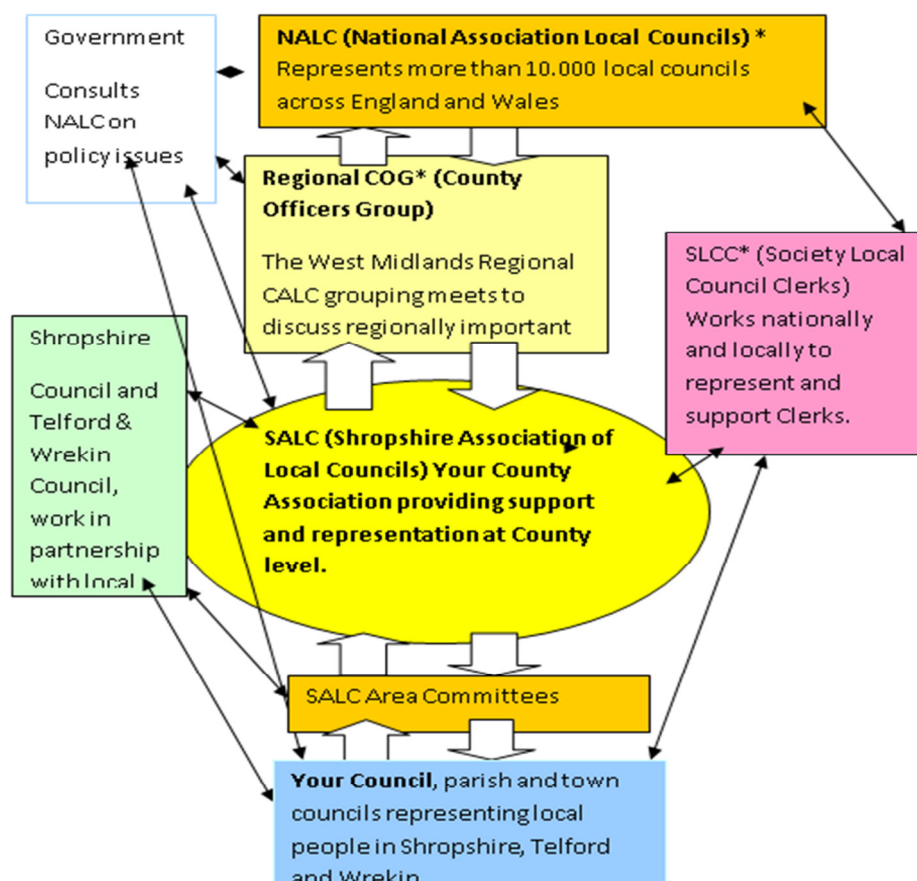 Government
Consults
NALC on
policy issues
NALC (National Association Local Councils) *
Represents more than 10.000 local councils
across England and Wales
Regional COG* (County
Officers Group)
The West Midlands Regional
CALC grouping meets to
discuss regionally important
SLCC* (Society Local
Council Clerks)
Works nationally
and locally to
represent and
support Clerks.
Shropshire
Council and
Telford &
Wrekin
Council,
work in
partnership
with local
SALC (Shropshire Association of
Local Councils) Your County
Association providing support
and representation at County
level.
SALC Area Committees
Your Council, parish and town
councils representing local
people in Shropshire, Telford
and Wrekin